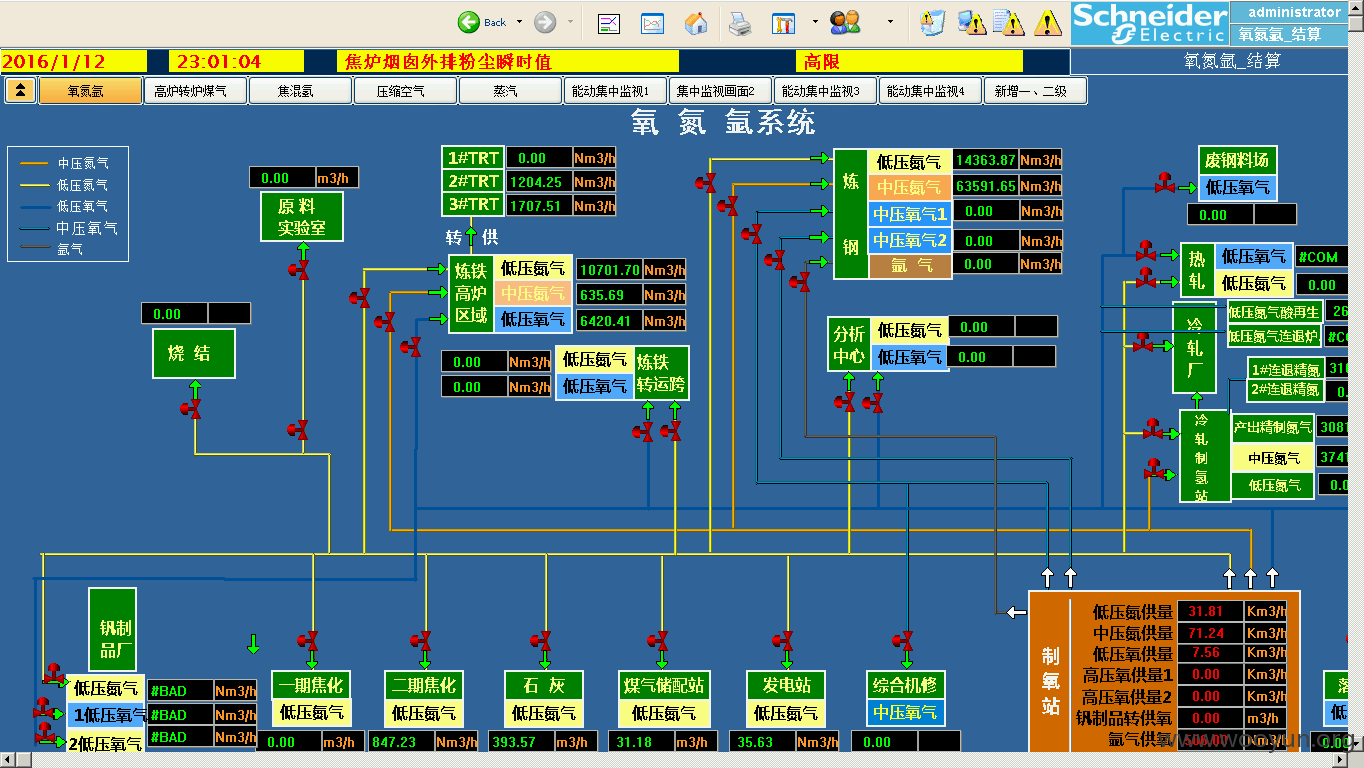 Back
Schneider
Electric
administrator
氧氮氩_结算
2016/1/12
23:01:04
焦炉烟囱外排粉尘瞬时值
高限
氧氮氩_结算
氧氮氩
高炉转炉煤气
焦混氩
压缩空气
蒸汽
能动集中监视1
集中监视画面2
能动集中监视3
能动集中监视4
新增一、二级
氧 氮 氩系统
中压氮气
低压氮气
低压氧气
中压氧气
氩气
0.00 m3/h
原料
实验室
0.00
烧 结
1#TRT 0.00 Nm3/h
2#TRT 1204.25 Nm3/h
3#TRT 1707.51 Nm3/h
转 供
炼铁
高炉
区域
低压氮气 10701.70 Nm3/h
中压氮气 635.69 Nm3/h
低压氧气 6420.41 Nm3/h
0.00 Nm3/h 低压氮气
0.00 Nm3/h 低压氧气
炼铁
转运跨
炼
钢
低压氮气 14363.87 Nm3/h
中压氮气 63591.65 Nm3/h
中压氧气1 0.00 Nm3/h
中压氧气2 0.00 Nm3/h
氩 气 0.00 Nm3/h
分析
中心
低压氮气 0.00
低压氧气 0.00
废钢料场
低压氧气
0.00
热
轧
低压氧气 #COM
低压氮气 0.00
冷
轧
厂
低压氮气酸再生 26
低压氮气连退炉 #C
1#连退精氮 31
2#连退精氮 0.
冷
轧
制
氢
站
产出精制氮气 308
中压氮气 374
低压氮气 0.0
钒制
品厂
低压氮气 #BAD Nm3/h
1低压氧气 #BAD Nm3/h
2低压氧气 #BAD Nm3/h
一期焦化
低压氮气
0.00 m3/h
二期焦化
低压氮气
847.23 Nm3/h
石 灰
低压氮气
393.57 m3/h
煤气储配站
低压氮气
31.18 m3/h
发电站
低压氮气
35.63 Nm3/h
综合机修
中压氧气
0.00
制
氧
站
低压氮供量 31.81 Km3/h
中压氮供量 71.24 Km3/h
低压氧供量 7.56 Km3/h
高压氧供量1 0.00 Km3/h
高压氧供量2 0.00 Km3/h
钒制品转供氧 0.00 m3/h
氩气供氧
Nm3/h
落
低
0.0
www.wooyun.org